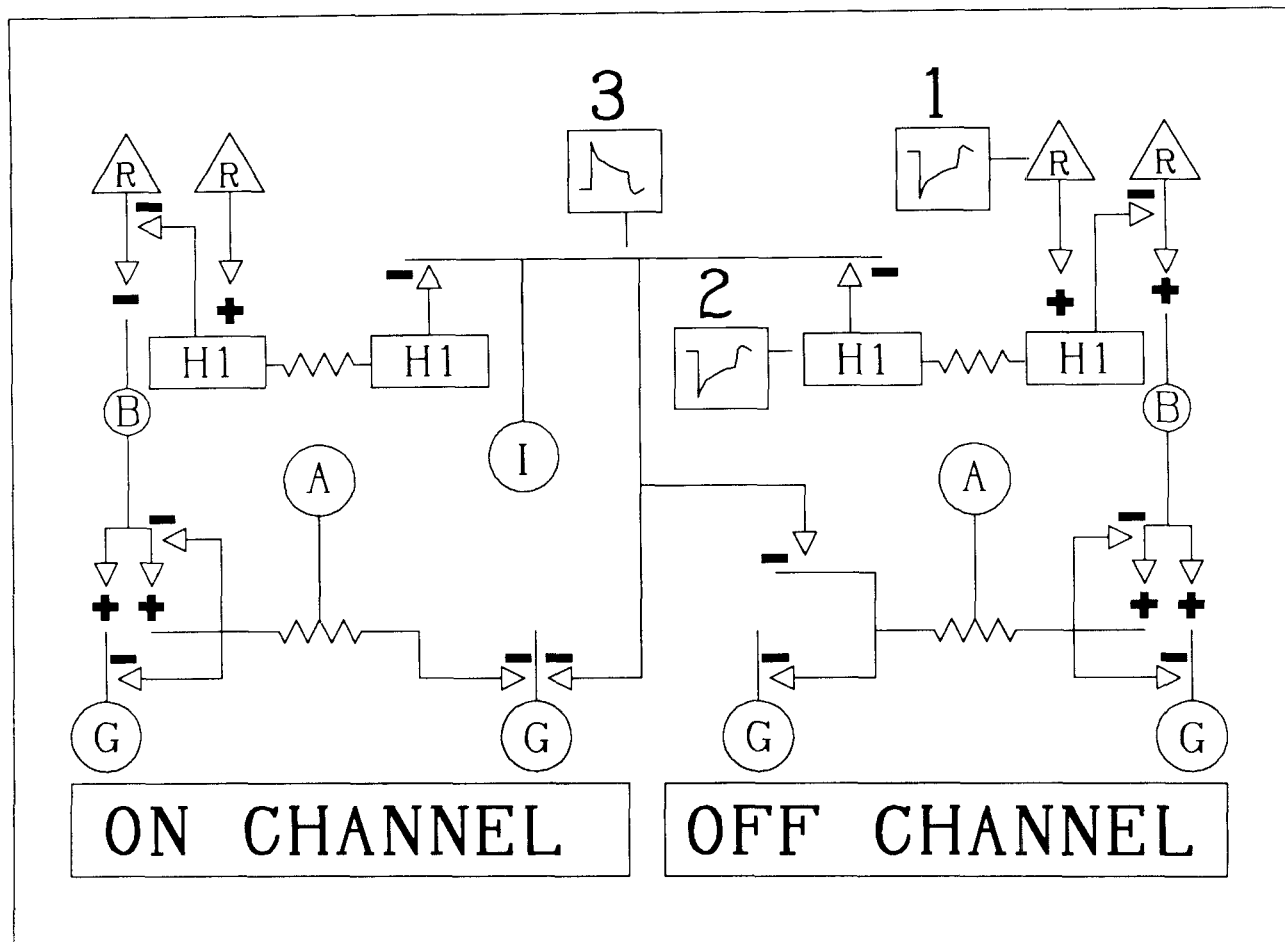 3 1
R R R R
2
H1 H1 H1 H1
B B
I
A A
G G G G
ON CHANNEL OFF CHANNEL